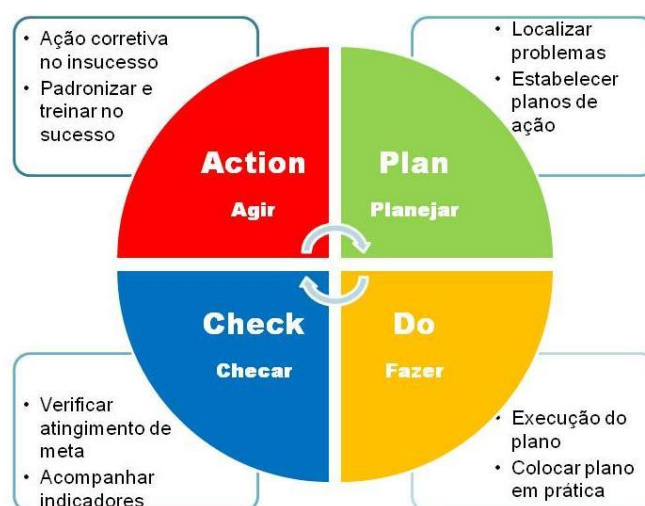 • Ação corretiva
no insucesso
• Padronizar e
treinar no
sucesso
• Localizar
problemas
• Estabelecer
planos de
ação
Action
Agir
Plan
Planejar
Check
Checar
Do
Fazer
• Verificar
atingimento de
meta
• Acompanhar
indicadores
• Execução do
plano
• Colocar plano
em prática